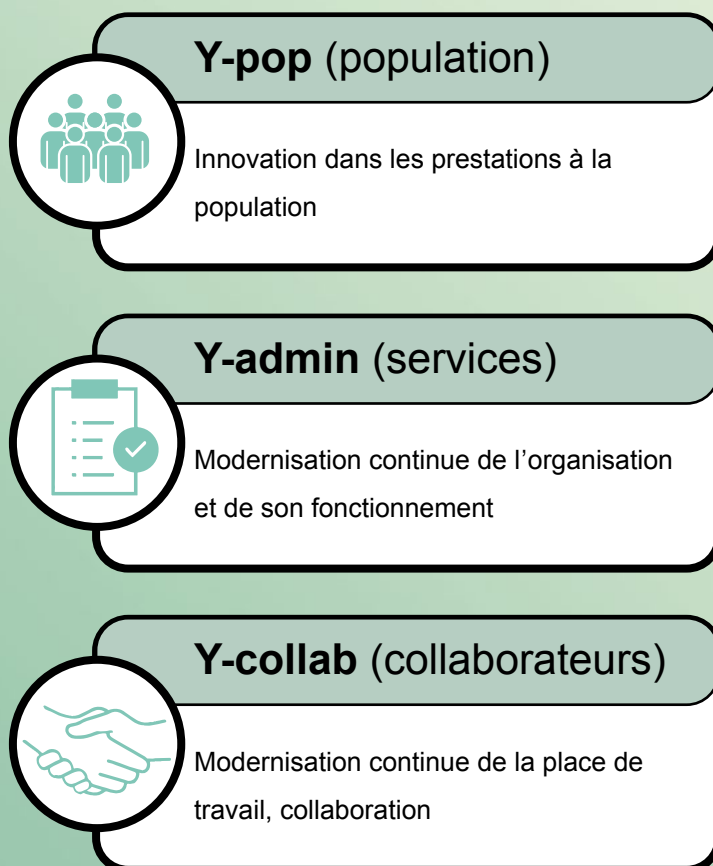 Y-pop (population)
Innovation dans les prestations à la
population
Y-admin (services)
Modernisation continue de l’organisation
et de son fonctionnement
Y-collab (collaborateurs)
Modernisation continue de la place de
travail, collaboration